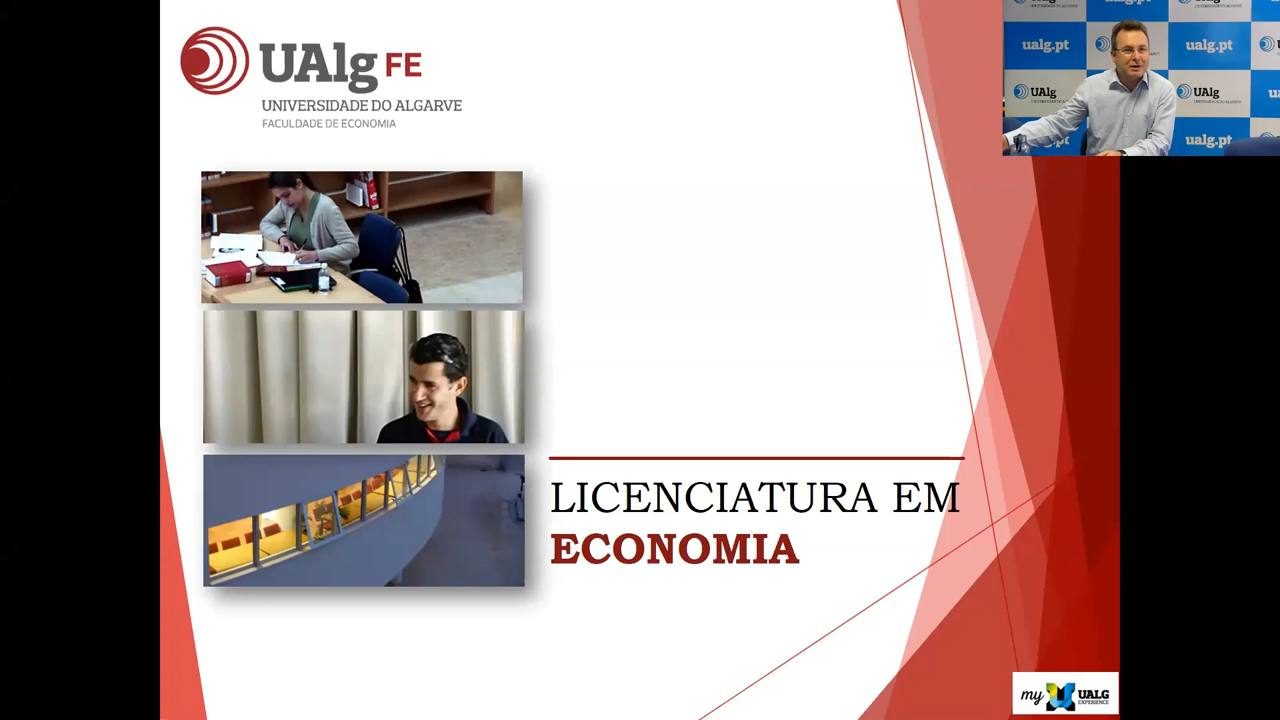 UAlg FE
UNIVERSIDADE DO ALGARVE
FACULDADE DE ECONOMIA
ualg.pt
ualg.pt
UAlg
UAlg
ualg.pt
ualg.pt
LICENCIATURA EM
ECONOMIA
my UALG
EXPERIENCE